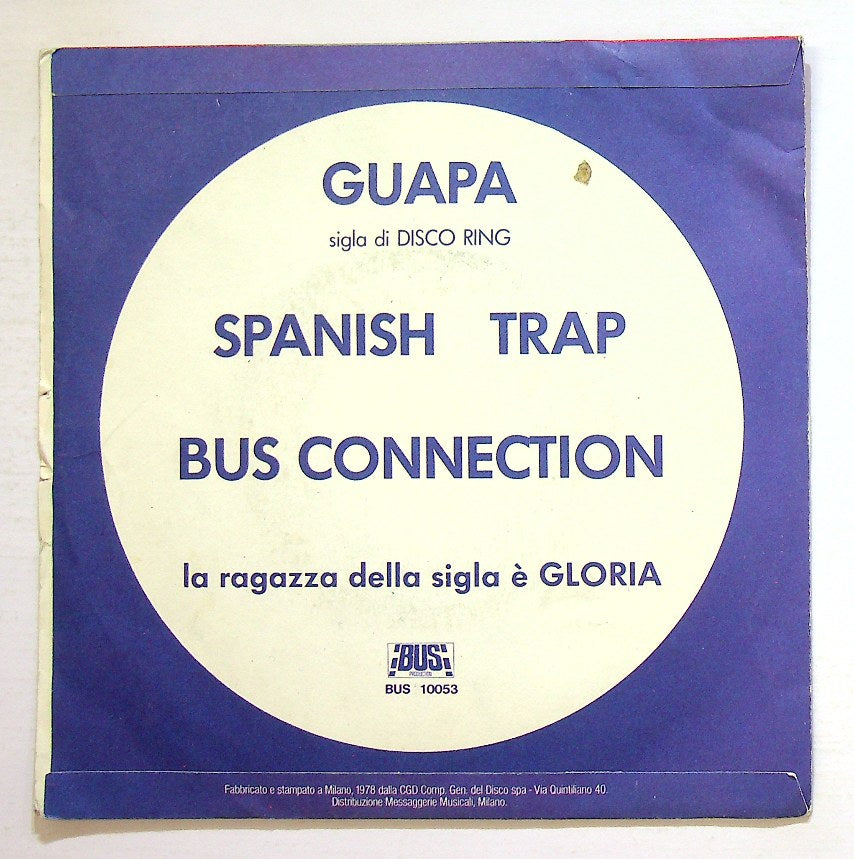 GUAPA
sigla di DISCO RING
SPANISH TRAP
BUS CONNECTION
la ragazza della sigla è GLORIA
¡BUS!
PRODUCTION
BUS 10053
Fabbricato e stampato a Milano, 1978 dalla CGD Comp. Gen. del Disco spa - Via Quintiliano 40.
Distribuzione Messaggerie Musicali, Milano.